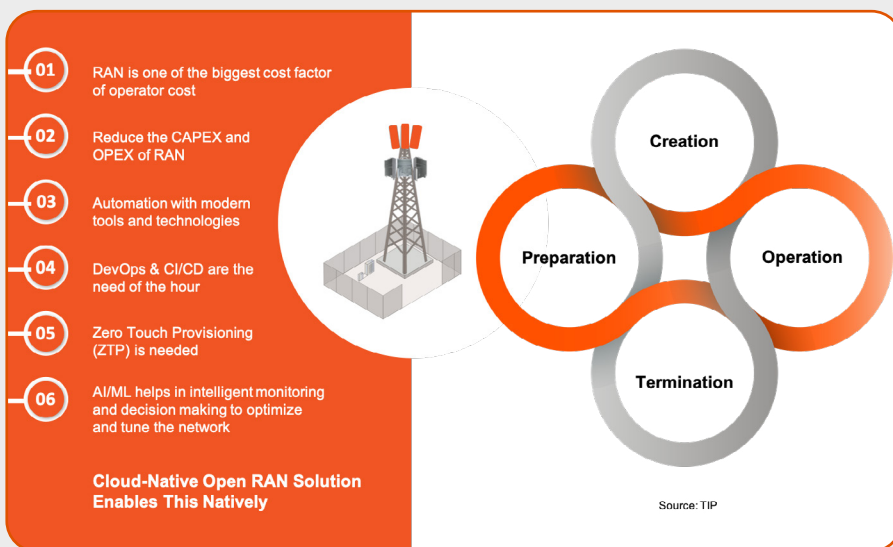 01
RAN is one of the biggest cost factor
of operator cost
02
Reduce the CAPEX and
OPEX of RAN
03
Automation with modern
tools and technologies
04
DevOps & CI/CD are the
need of the hour
05
Zero Touch Provisioning
(ZTP) is needed
06
AI/ML helps in intelligent monitoring
and decision making to optimize
and tune the network
Cloud-Native Open RAN Solution
Enables This Natively
Creation
Preparation
Operation
Termination
Source: TIP